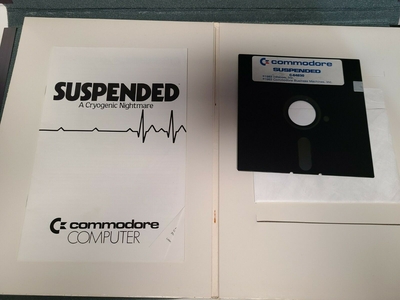 SUSPENDED
A Cryogenic Nightmare
commodore
COMPUTER
commodore
SUSPENDED